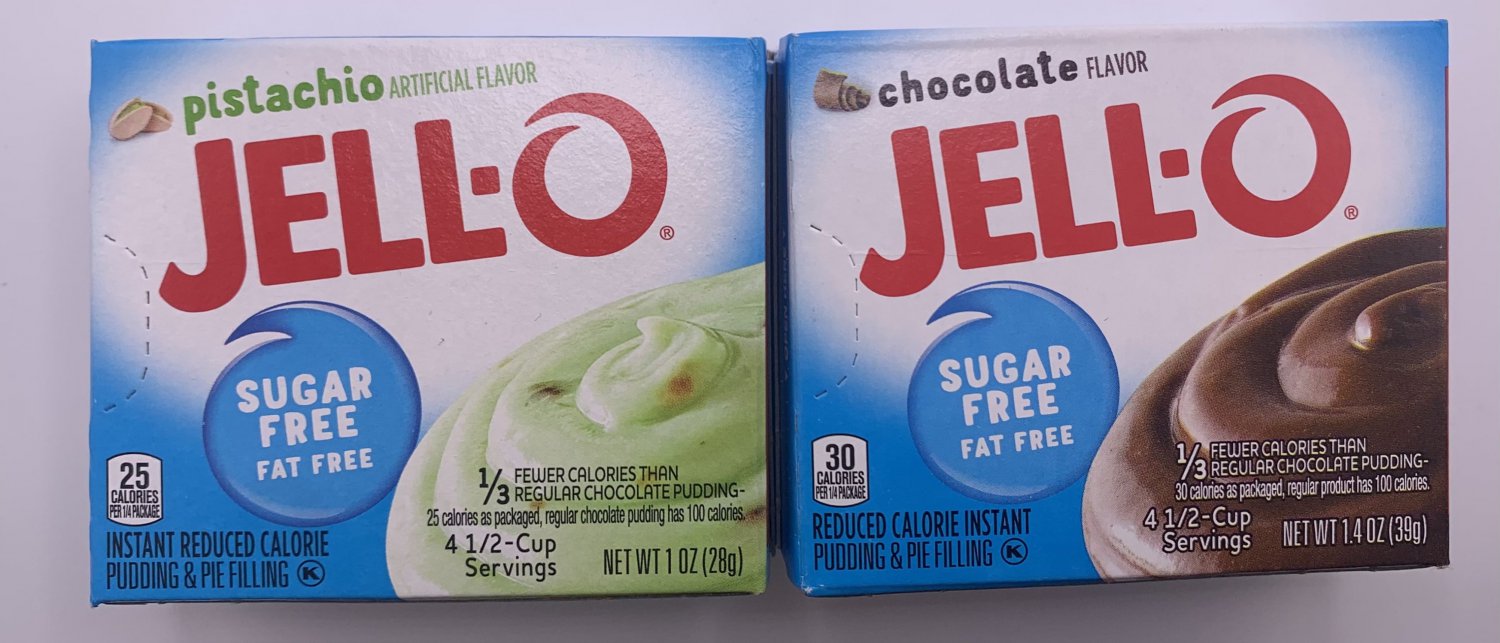 pistachio ARTIFICIAL FLAVOR
JELL-O®
SUGAR
FREE
FAT FREE
25
CALORIES
PER 1/4 PACKAGE
1/3 FEWER CALORIES THAN
REGULAR CHOCOLATE PUDDING-
25 calories as packaged, regular chocolate pudding has 100 calories.
INSTANT REDUCED CALORIE
PUDDING & PIE FILLING K
4 1/2-Cup
Servings
NET WT 1 OZ (28g)
chocolate FLAVOR
JELL-O®
SUGAR
FREE
FAT FREE
30
CALORIES
PER 1/4 PACKAGE
1/3 FEWER CALORIES THAN
REGULAR CHOCOLATE PUDDING-
30 calories as packaged, regular product has 100 calories.
REDUCED CALORIE INSTANT
PUDDING & PIE FILLING K
4 1/2-Cup
Servings
NET WT 1.4 OZ (39g)